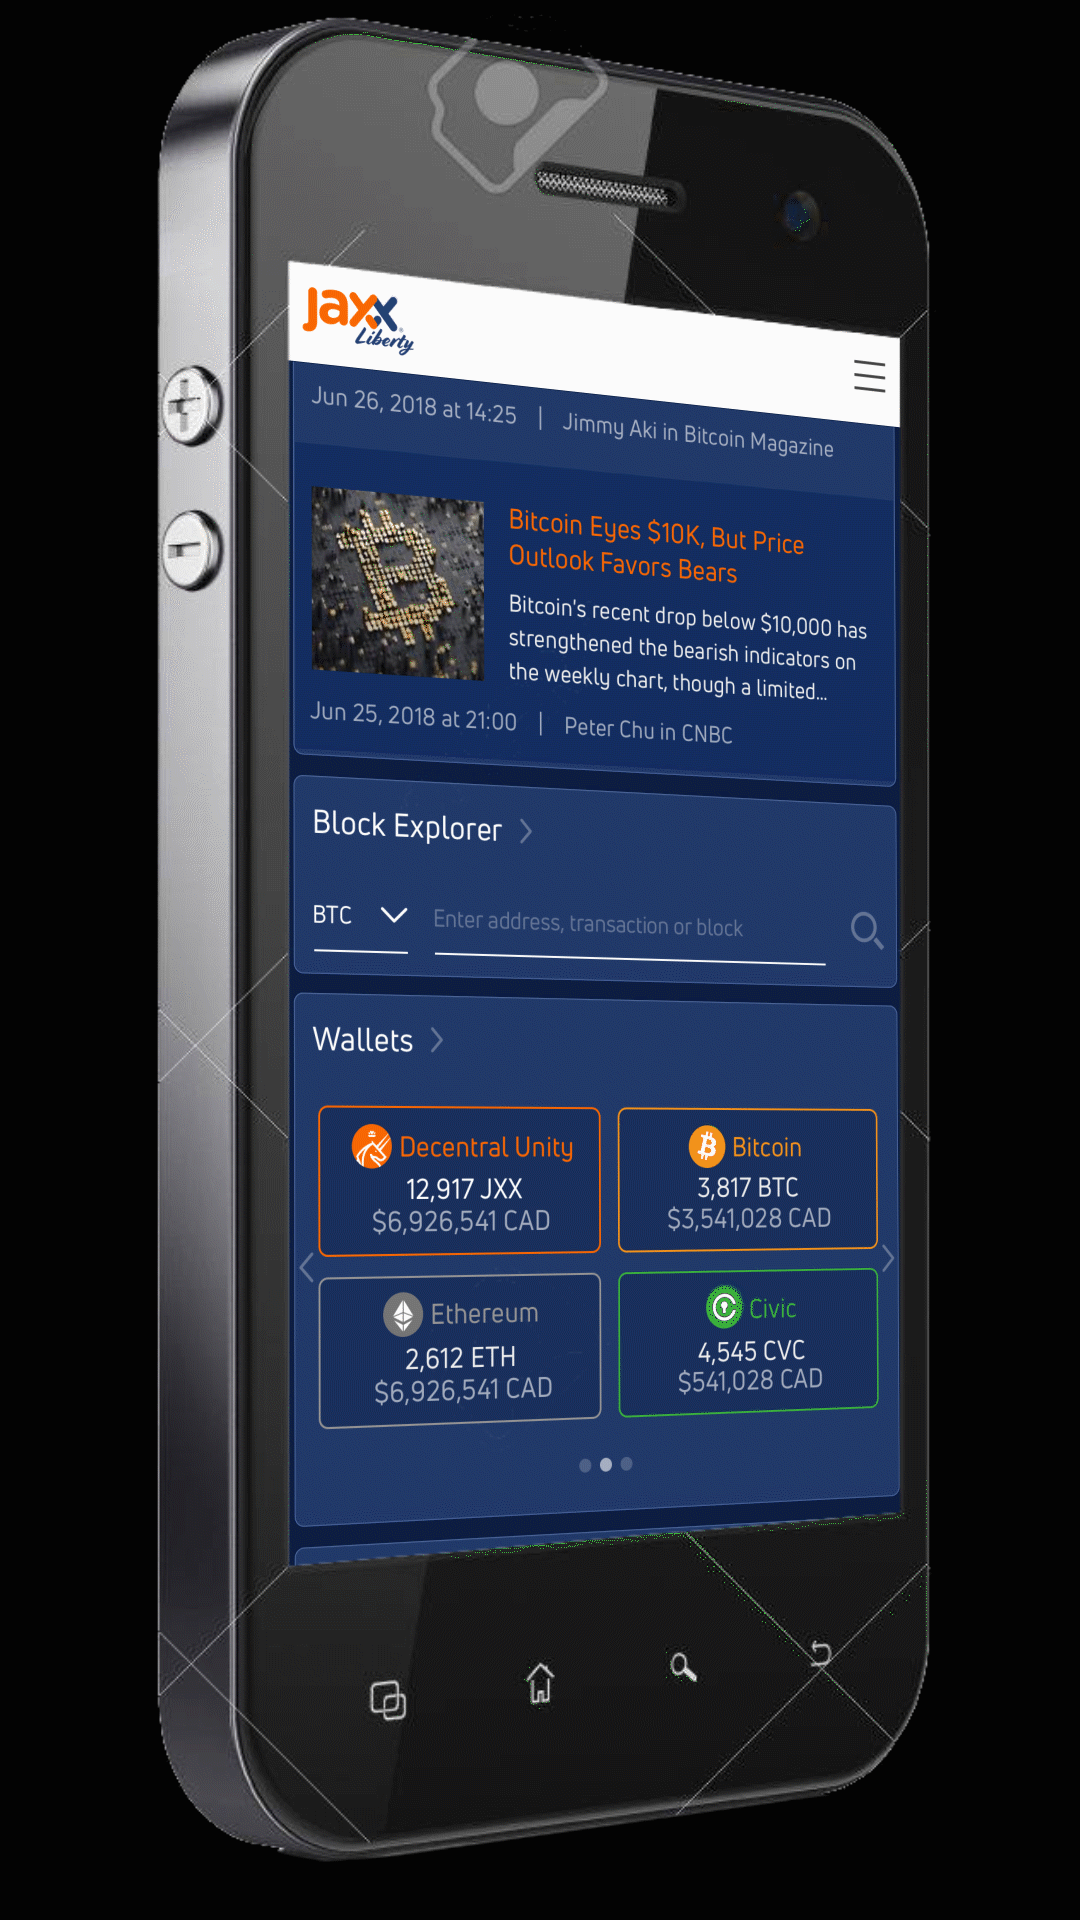 Jaxx
Liberty
Jun 26, 2018 at 14:25 | Jimmy Aki in Bitcoin Magazine
Bitcoin Eyes $10K, But Price
Outlook Favors Bears
Bitcoin's recent drop below $10,000 has
strengthened the bearish indicators on
the weekly chart, though a limited...
Jun 25, 2018 at 21:00 | Peter Chu in CNBC
Block Explorer
BTC
Enter address, transaction or block
Wallets
Decentral Unity
12,917 JXX
$6,926,541 CAD
Bitcoin
3,817 BTC
$3,541,028 CAD
Ethereum
2,612 ETH
$6,926,541 CAD
Civic
4,545 CVC
$541,028 CAD